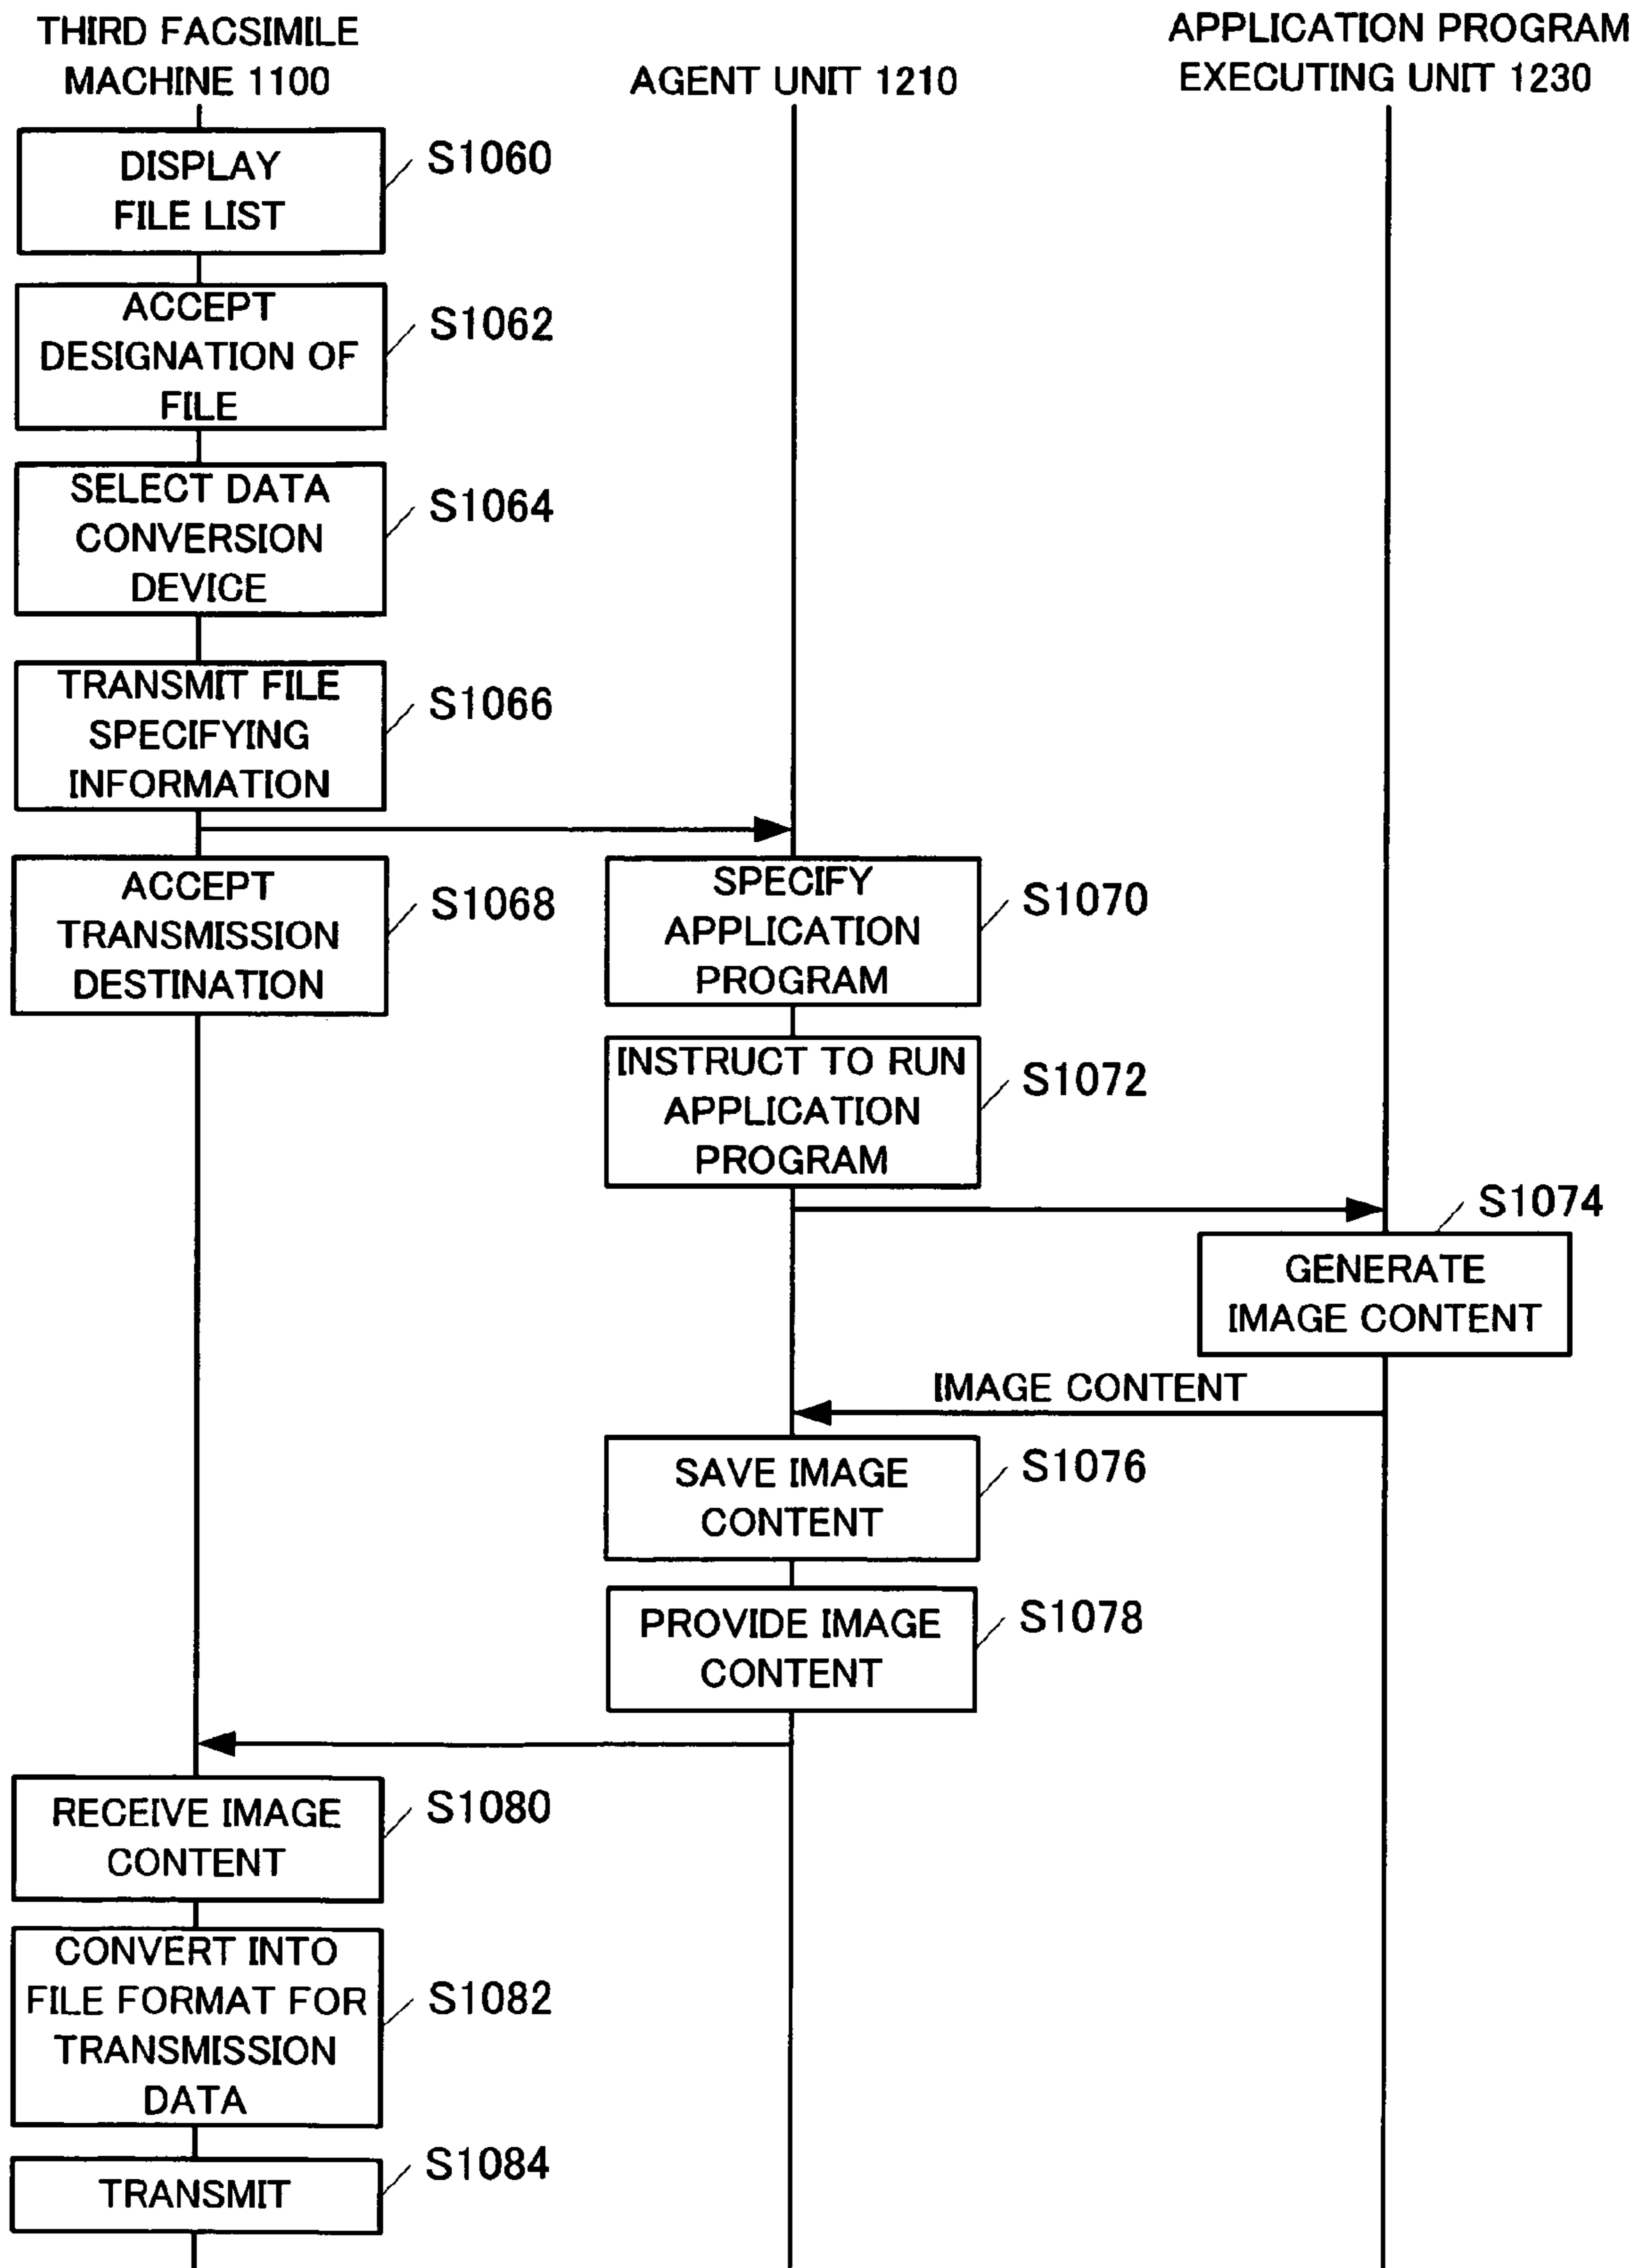 THIRD FACSIMILE
MACHINE 1100
AGENT UNIT 1210
APPLICATION PROGRAM
EXECUTING UNIT 1230
DISPLAY
FILE LIST
S1060
ACCEPT
DESIGNATION OF
FILE
S1062
SELECT DATA
CONVERSION
DEVICE
S1064
TRANSMIT FILE
SPECIFYING
INFORMATION
S1066
ACCEPT
TRANSMISSION
DESTINATION
S1068
SPECIFY
APPLICATION
PROGRAM
S1070
INSTRUCT TO RUN
APPLICATION
PROGRAM
S1072
S1074
GENERATE
IMAGE CONTENT
IMAGE CONTENT
SAVE IMAGE
CONTENT
S1076
PROVIDE IMAGE
CONTENT
S1078
RECEIVE IMAGE
CONTENT
S1080
CONVERT INTO
FILE FORMAT FOR
TRANSMISSION
DATA
S1082
TRANSMIT
S1084